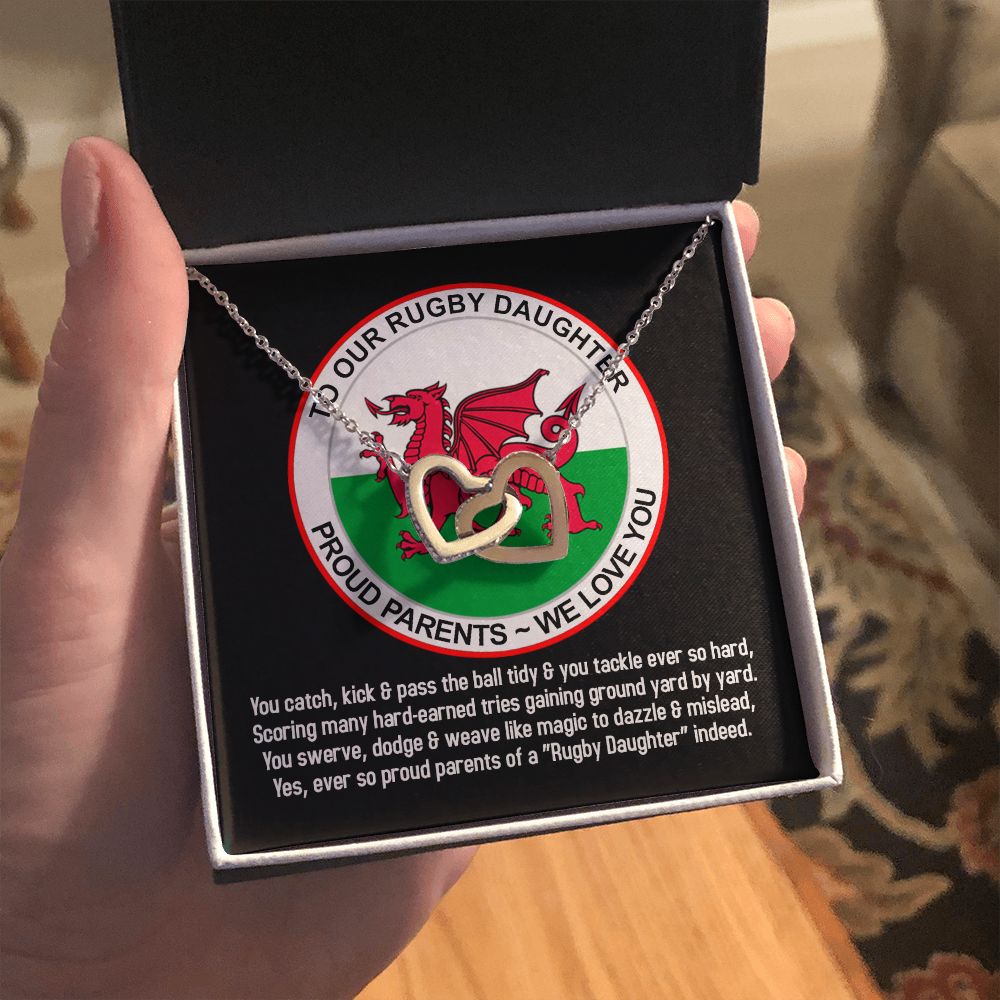 TO OUR RUGBY DAUGHTER
PROUD PARENTS ~ WE LOVE YOU
You catch, kick & pass the ball tidy & you tackle ever so hard,
Scoring many hard-earned tries gaining ground yard by yard.
You swerve, dodge & weave like magic to dazzle & mislead,
Yes, ever so proud parents of a "Rugby Daughter" indeed.